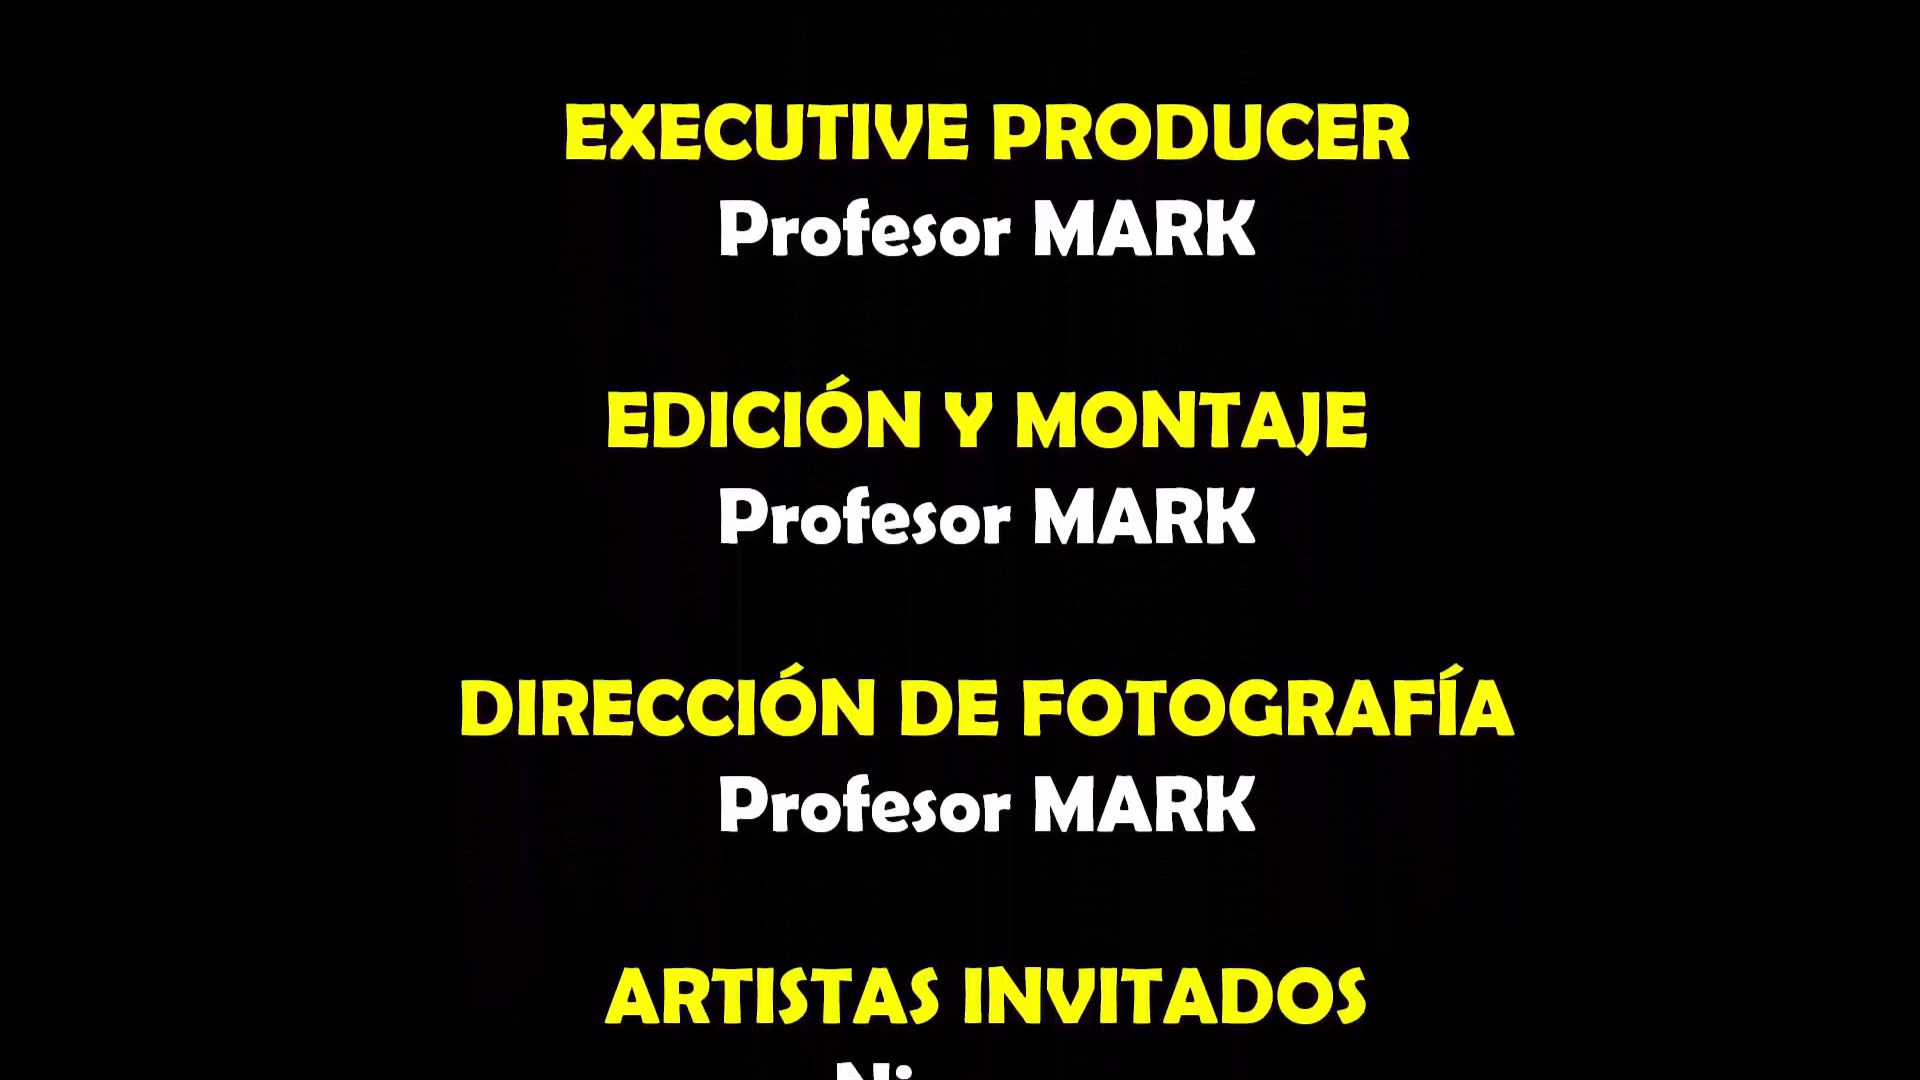 EXECUTIVE PRODUCER
Profesor MARK
EDICIÓN Y MONTAJE
Profesor MARK
DIRECCIÓN DE FOTOGRAFÍA
Profesor MARK
ARTISTAS INVITADOS